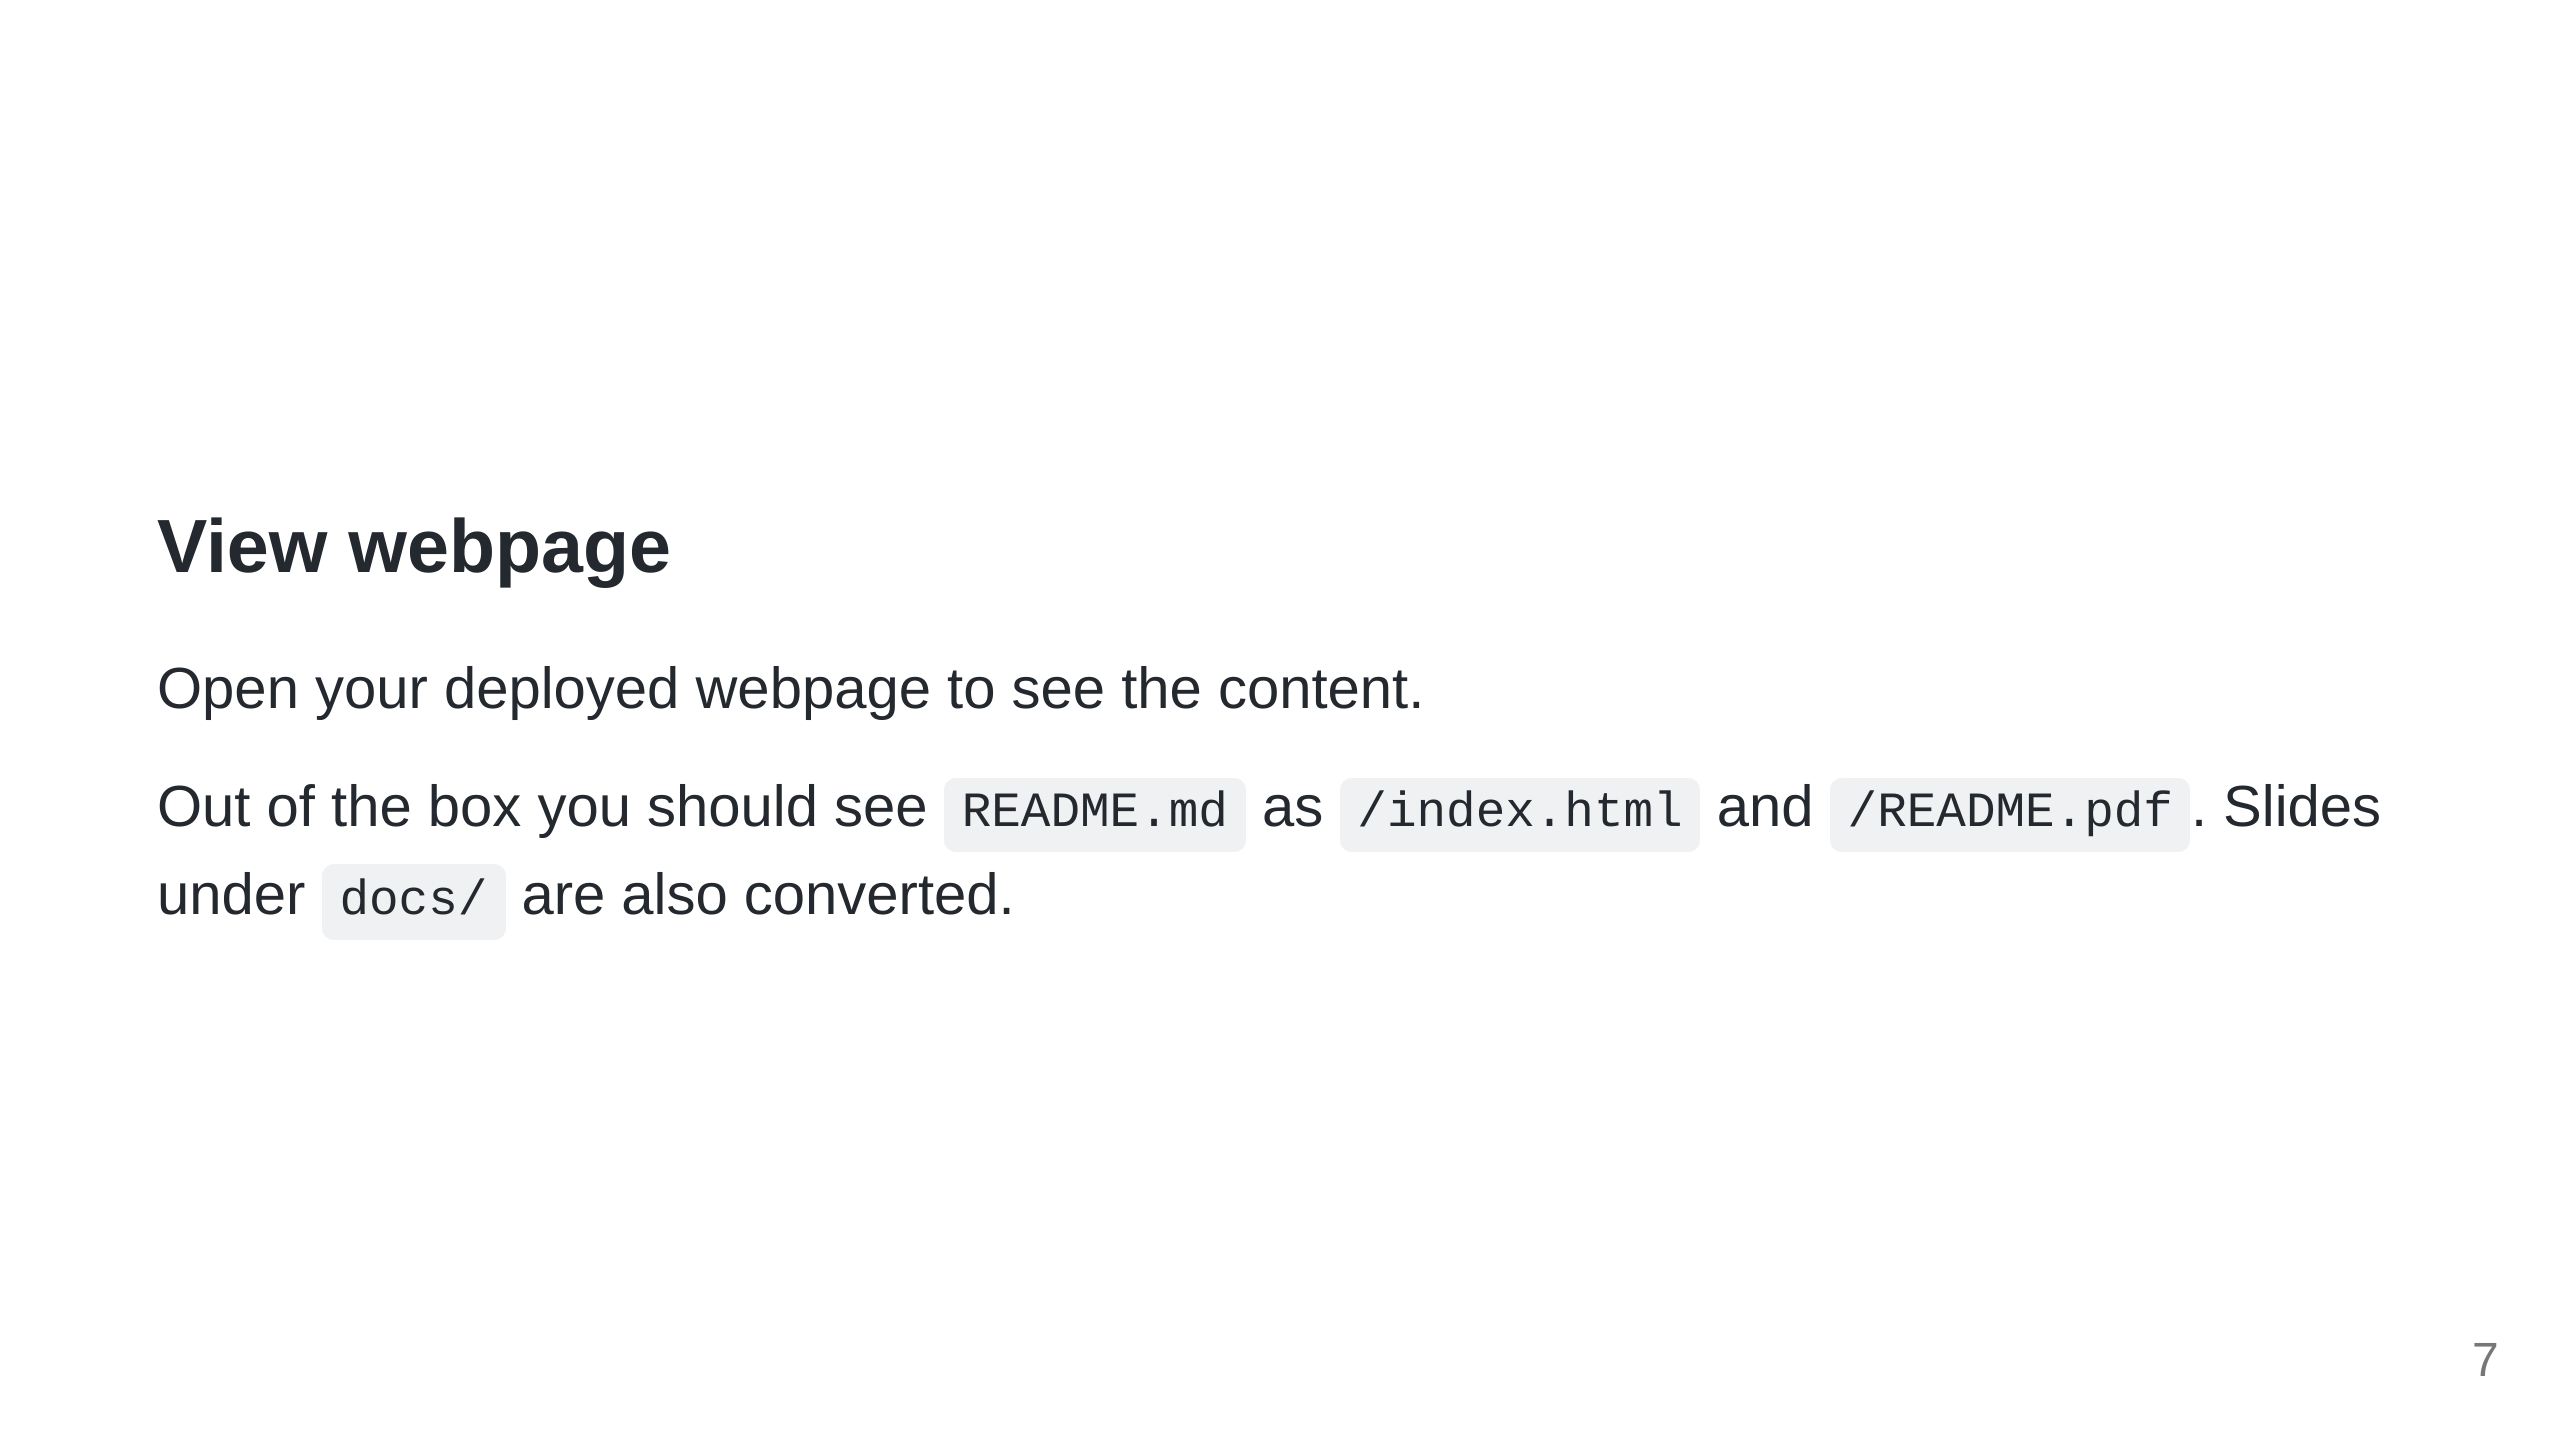 View webpage
Open your deployed webpage to see the content.
Out of the box you should see README.md as /index.html and /README.pdf. Slides
under docs/ are also converted.
7